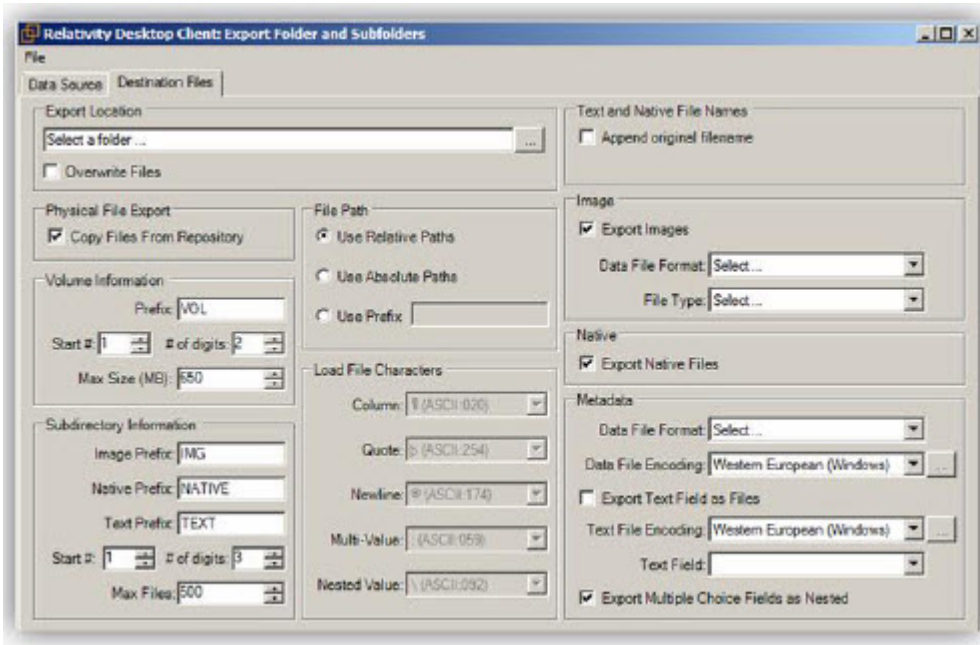 Relativity Desktop Client: Export Folder and Subfolders
File
Data Source
Destination Files
Export Location
Select a folder ...
...
Overwrite Files
Physical File Export
Copy Files From Repository
Volume Information
Prefix: VOL
Start #: 1
# of digits: 2
Max Size (MB): 650
Subdirectory Information
Image Prefix: IMG
Native Prefix: NATIVE
Text Prefix: TEXT
Start #: 1
# of digits: 3
Max Files: 500
File Path
Use Relative Paths
Use Absolute Paths
Use Prefix
Load File Characters
Column: ¶ (ASCII:020)
Quote: þ (ASCII:254)
Newline: ® (ASCII:174)
Multi-Value: ; (ASCII:059)
Nested Value: \ (ASCII:092)
Text and Native File Names
Append original filename
Image
Export Images
Data File Format: Select...
File Type: Select...
Native
Export Native Files
Metadata
Data File Format: Select...
Data File Encoding: Western European (Windows)
...
Export Text Field as Files
Text File Encoding: Western European (Windows)
...
Text Field:
Export Multiple Choice Fields as Nested